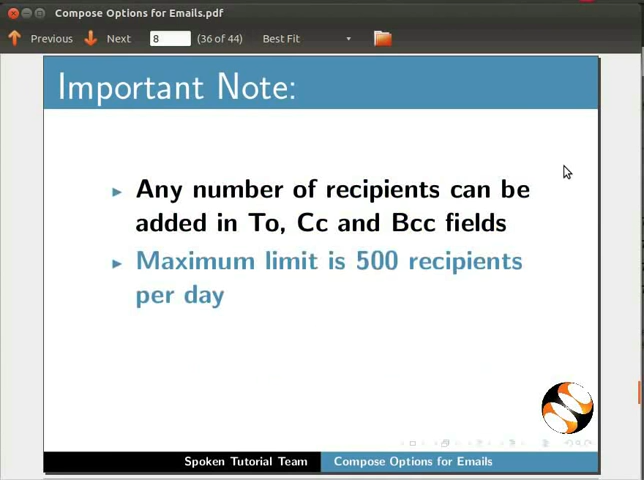 Compose Options for Emails.pdf
Previous Next 8 (36 of 44) Best Fit
Important Note:
Any number of recipients can be
added in To, Cc and Bcc fields
Maximum limit is 500 recipients
per day
Spoken Tutorial Team Compose Options for Emails